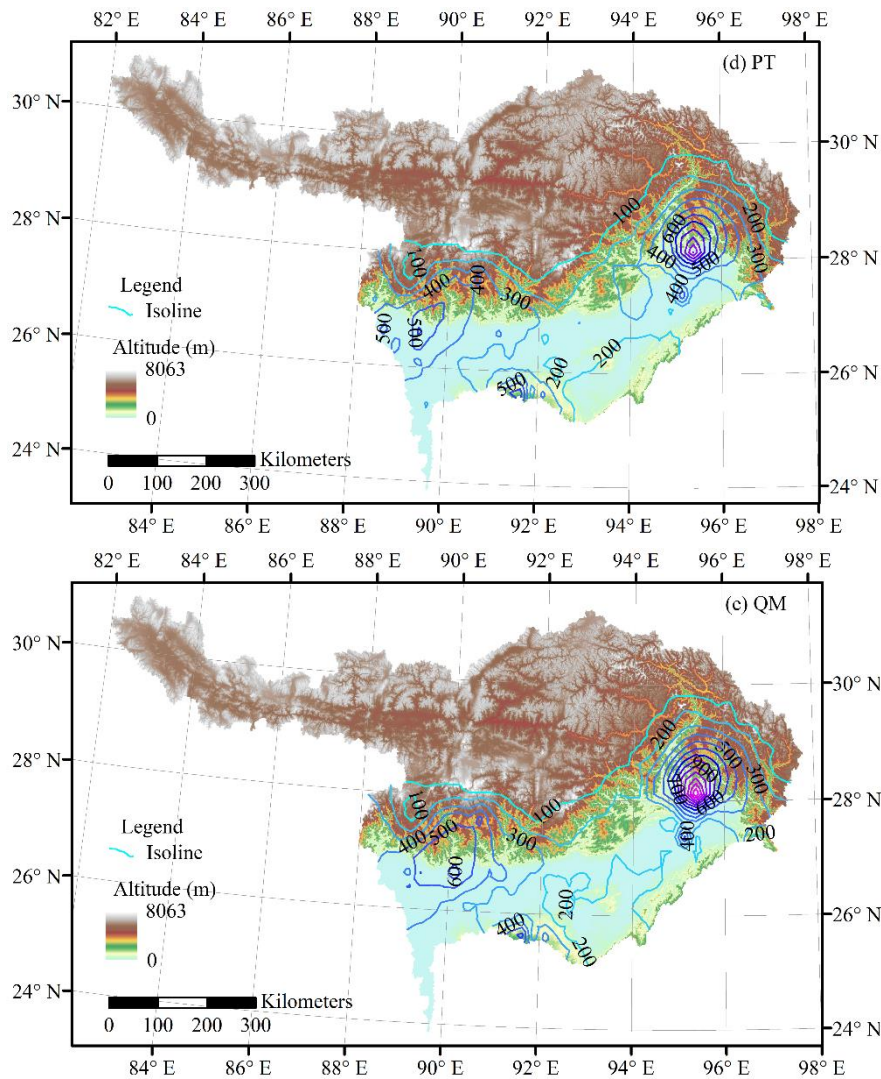 82° E 84° E 86° E 88° E 90° E 92° E 94° E 96° E 98° E
(d) PT
30° N 30° N
28° N 28° N
26° N 26° N
24° N 24° N
100 200 600 400 500 300
100 400 400 300
500 500 400
200 200 500
Legend
Isoline
Altitude (m)
8063
0
Kilometers
0 100 200 300
84° E 86° E 88° E 90° E 92° E 94° E 96° E 98° E
82° E 84° E 86° E 88° E 90° E 92° E 94° E 96° E 98° E
(c) QM
30° N 30° N
28° N 28° N
26° N 26° N
24° N 24° N
200 500 300 600
100 100 400 500 300 400 200
600 200 400 200
Legend
Isoline
Altitude (m)
8063
0
Kilometers
0 100 200 300
84° E 86° E 88° E 90° E 92° E 94° E 96° E 98° E